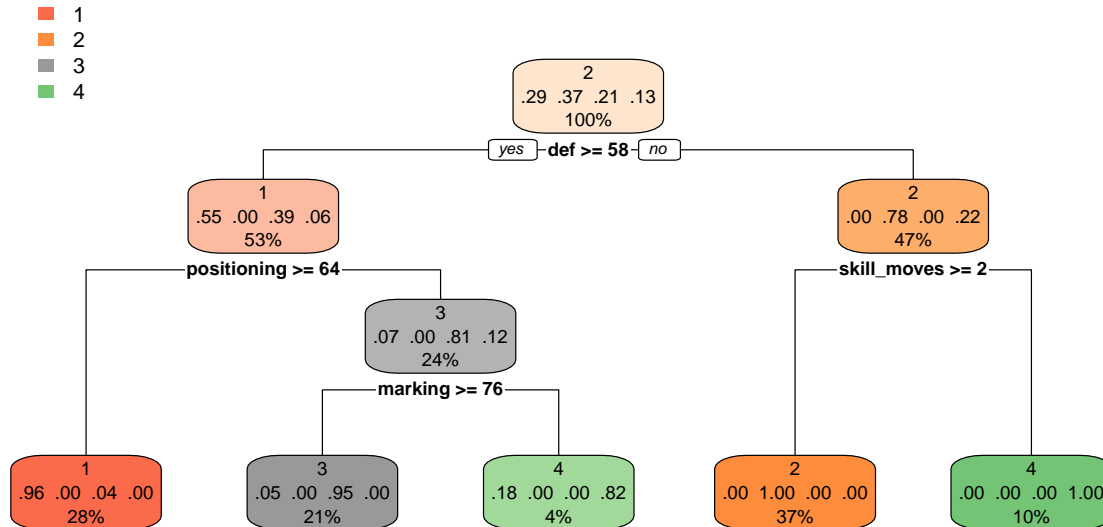 1
2
3
4
2
.29 .37 .21 .13
100%
yes def >= 58 no
1
.55 .00 .39 .06
53%
2
.00 .78 .00 .22
47%
positioning >= 64
skill_moves >= 2
3
.07 .00 .81 .12
24%
marking >= 76
1
.96 .00 .04 .00
28%
3
.05 .00 .95 .00
21%
4
.18 .00 .00 .82
4%
2
.00 1.00 .00 .00
37%
4
.00 .00 .00 1.00
10%